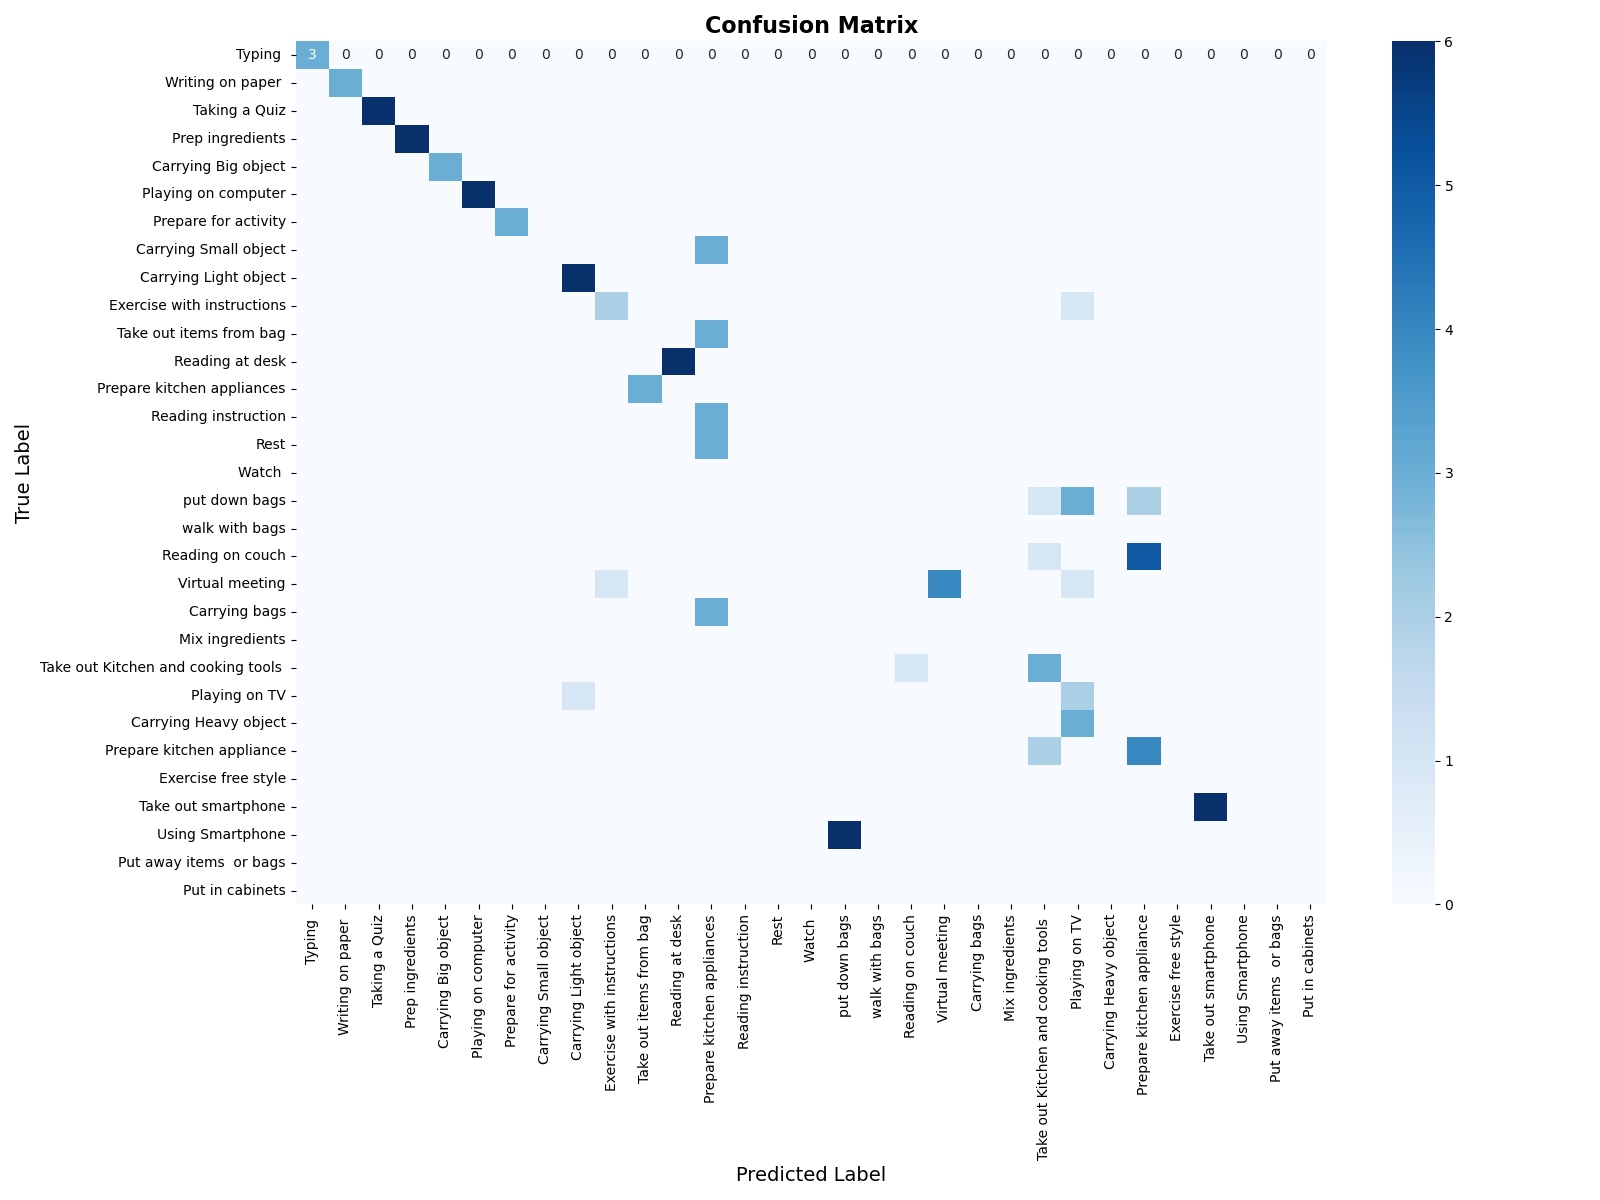 Confusion Matrix
Typing
3 0 0 0 0 0 0 0 0 0 0 0 0 0 0 0 0 0 0 0 0 0 0 0 0 0 0 0 0 0 0
Writing on paper
Taking a Quiz
Prep ingredients
Carrying Big object
Playing on computer
Prepare for activity
Carrying Small object
Carrying Light object
Exercise with instructions
Take out items from bag
Reading at desk
Prepare kitchen appliances
Reading instruction
Rest
Watch
put down bags
walk with bags
Reading on couch
Virtual meeting
Carrying bags
Mix ingredients
Take out Kitchen and cooking tools
Playing on TV
Carrying Heavy object
Prepare kitchen appliance
Exercise free style
Take out smartphone
Using Smartphone
Put away items  or bags
Put in cabinets
True Label
6
5
4
3
2
1
0
Typing
Writing on paper
Taking a Quiz
Prep ingredients
Carrying Big object
Playing on computer
Prepare for activity
Carrying Small object
Carrying Light object
Exercise with instructions
Take out items from bag
Reading at desk
Prepare kitchen appliances
Reading instruction
Rest
Watch
put down bags
walk with bags
Reading on couch
Virtual meeting
Carrying bags
Mix ingredients
Take out Kitchen and cooking tools
Playing on TV
Carrying Heavy object
Prepare kitchen appliance
Exercise free style
Take out smartphone
Using Smartphone
Put away items  or bags
Put in cabinets
Predicted Label